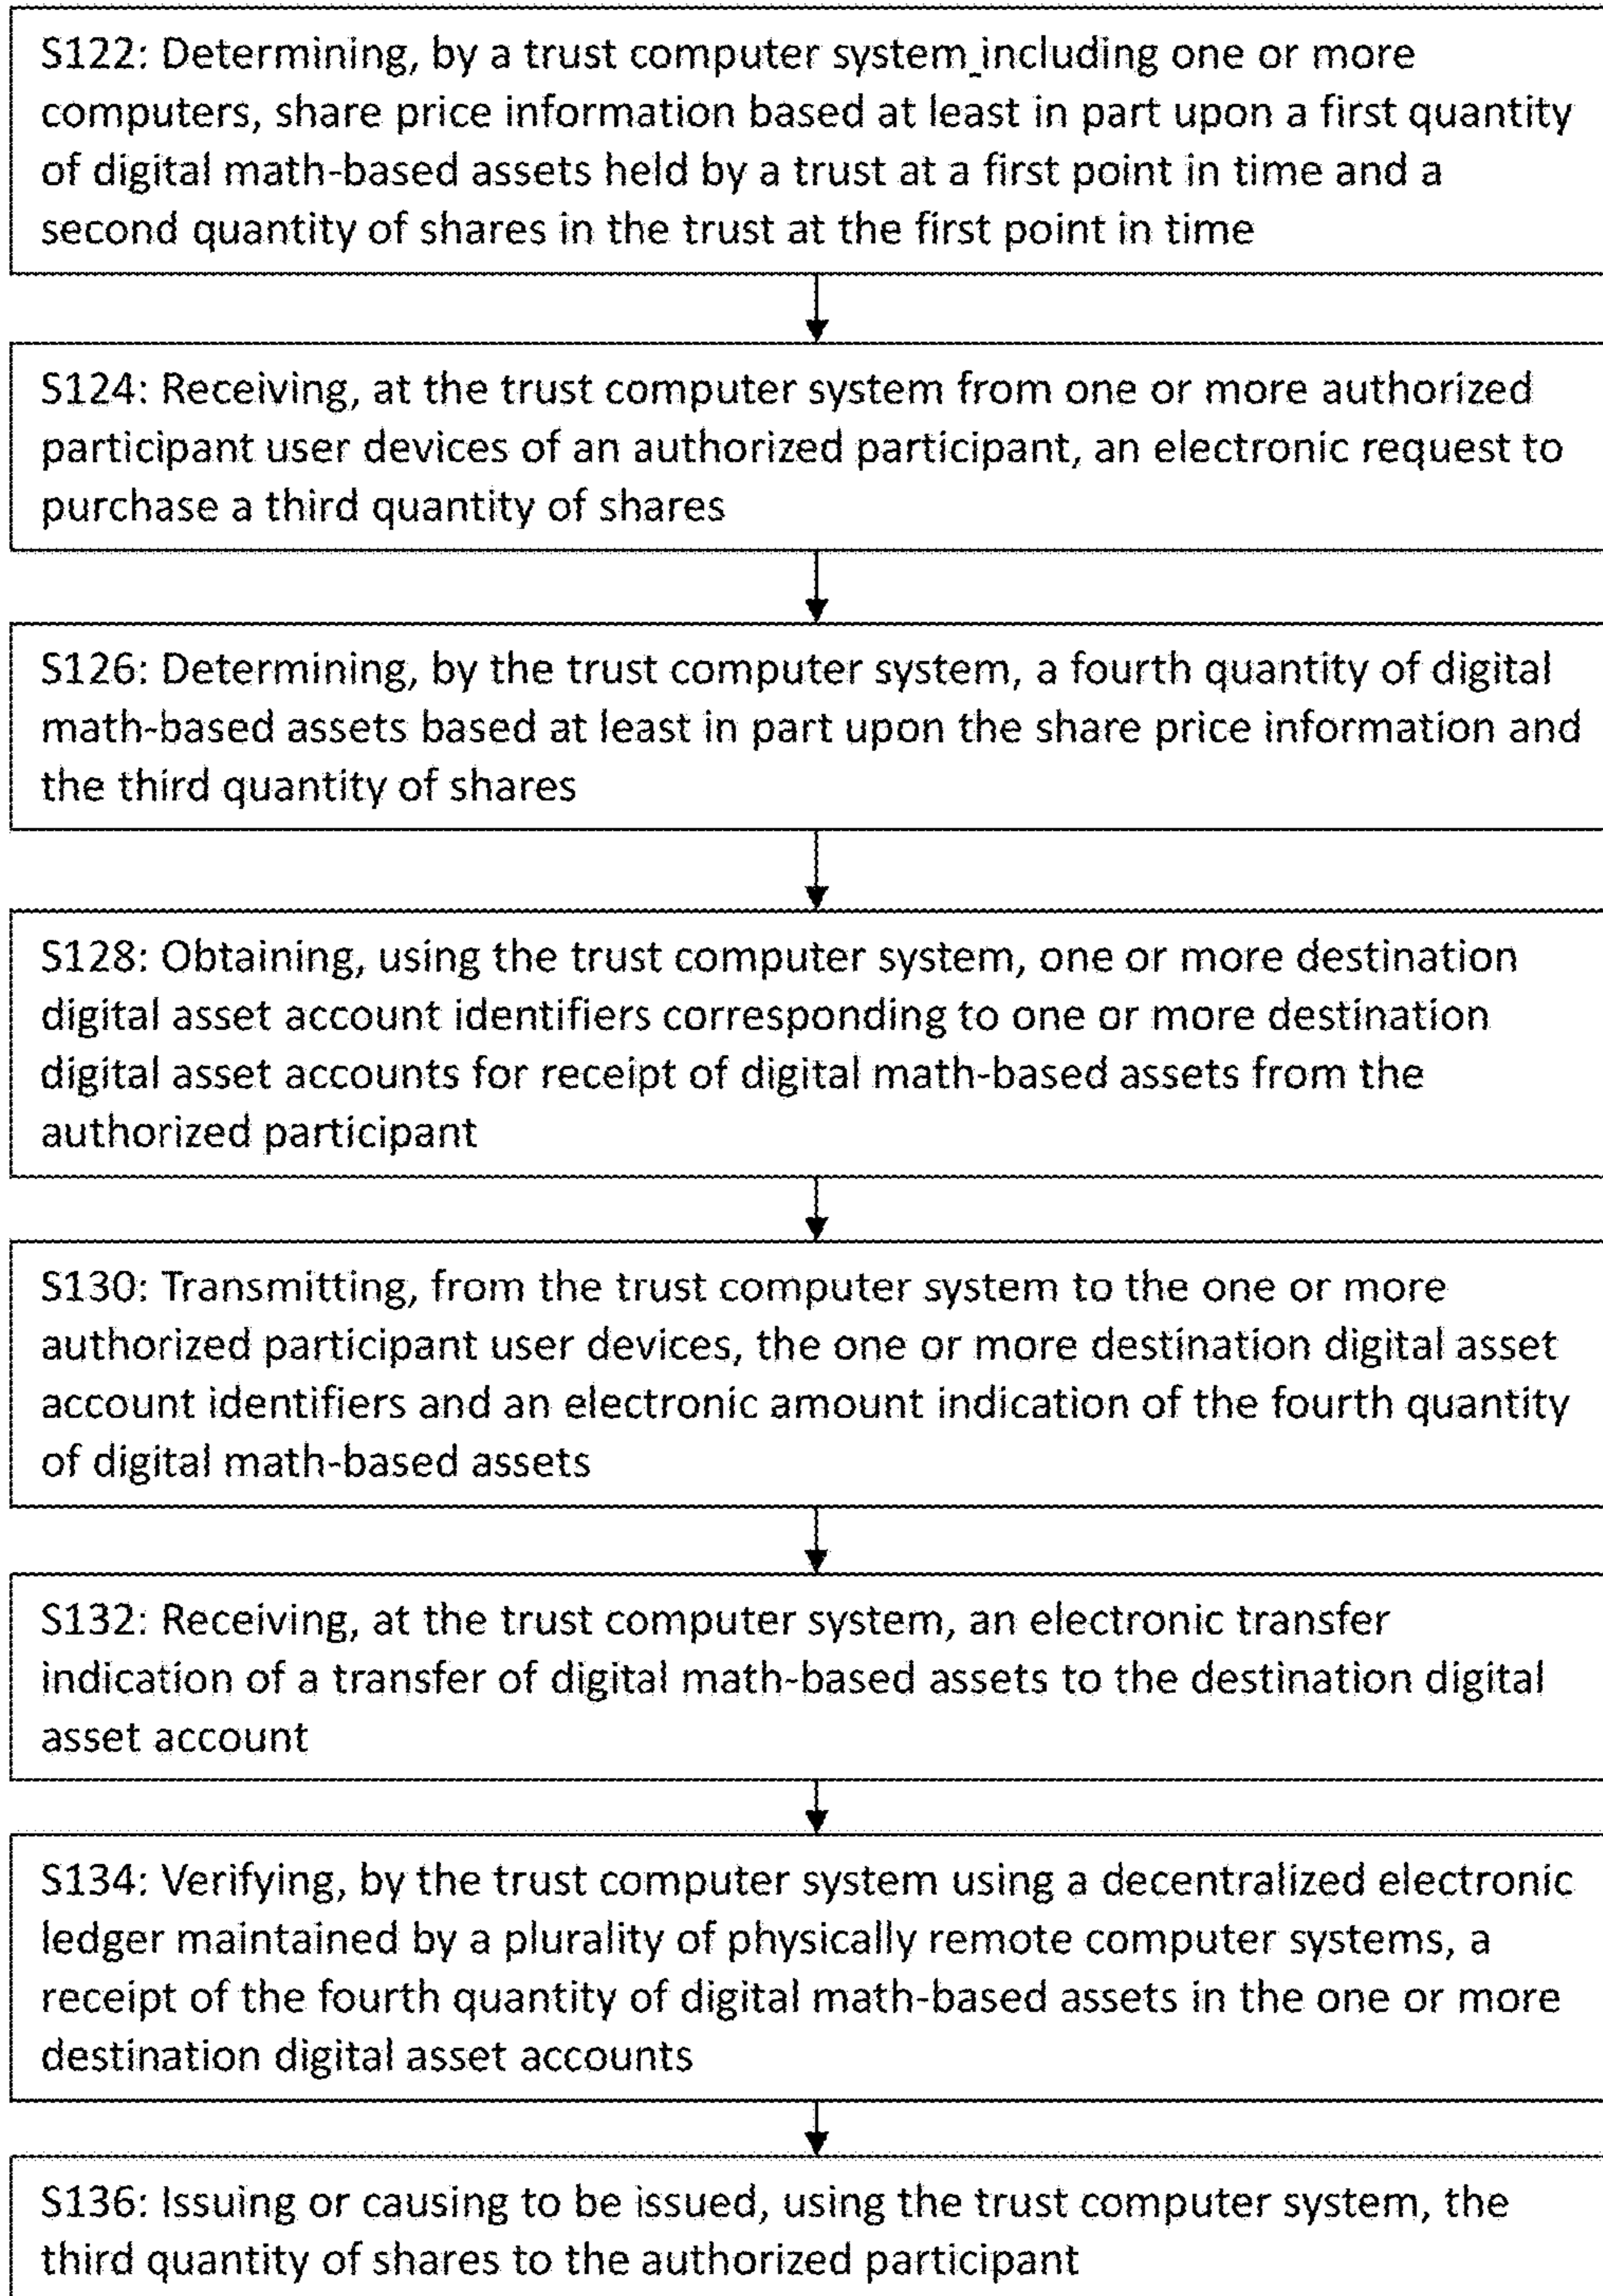 S122: Determining, by a trust computer system including one or more
computers, share price information based at least in part upon a first quantity
of digital math-based assets held by a trust at a first point in time and a
second quantity of shares in the trust at the first point in time
S124: Receiving, at the trust computer system from one or more authorized
participant user devices of an authorized participant, an electronic request to
purchase a third quantity of shares
S126: Determining, by the trust computer system, a fourth quantity of digital
math-based assets based at least in part upon the share price information and
the third quantity of shares
S128: Obtaining, using the trust computer system, one or more destination
digital asset account identifiers corresponding to one or more destination
digital asset accounts for receipt of digital math-based assets from the
authorized participant
S130: Transmitting, from the trust computer system to the one or more
authorized participant user devices, the one or more destination digital asset
account identifiers and an electronic amount indication of the fourth quantity
of digital math-based assets
S132: Receiving, at the trust computer system, an electronic transfer
indication of a transfer of digital math-based assets to the destination digital
asset account
S134: Verifying, by the trust computer system using a decentralized electronic
ledger maintained by a plurality of physically remote computer systems, a
receipt of the fourth quantity of digital math-based assets in the one or more
destination digital asset accounts
S136: Issuing or causing to be issued, using the trust computer system, the
third quantity of shares to the authorized participant